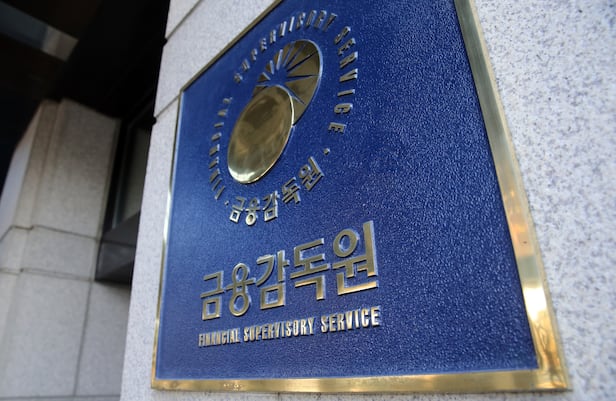 FINANCIAL SUPERVISORY SERVICE
· 금융감독원 ·
금융감독원
FINANCIAL SUPERVISORY SERVICE